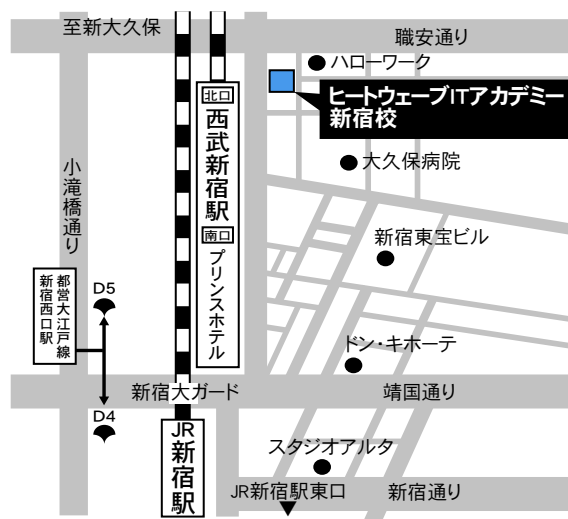 至新大久保
職安通り
ハローワーク
ヒートウェーブITアカデミー
新宿校
北口
西武新宿駅
南口
プリンスホテル
大久保病院
小滝橋通り
新宿東宝ビル
都営大江戸線
新宿西口駅
D5
ドン・キホーテ
新宿大ガード
靖国通り
D4
JR新宿駅
スタジオアルタ
JR新宿駅東口
新宿通り